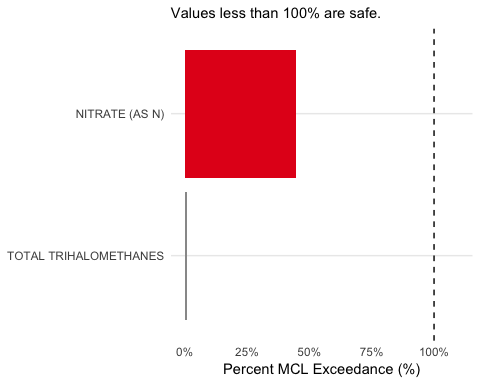 Values less than 100% are safe.
NITRATE (AS N)
TOTAL TRIHALOMETHANES
0% 25% 50% 75% 100%
Percent MCL Exceedance (%)